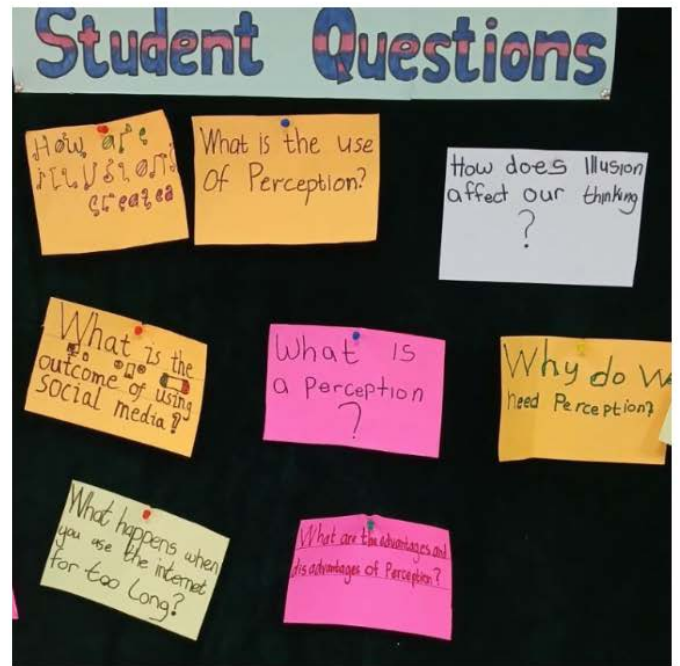 Student Questions
How are
illusions
created
What is the use
Of Perception?
How does Illusion
affect our thinking
?
What is the
outcome of using
social media?
What is
a perception
?
Why do W
need Perception?
What happens when
you use the internet
for too Long?
What are the advantages and
disadvantages of Perception?